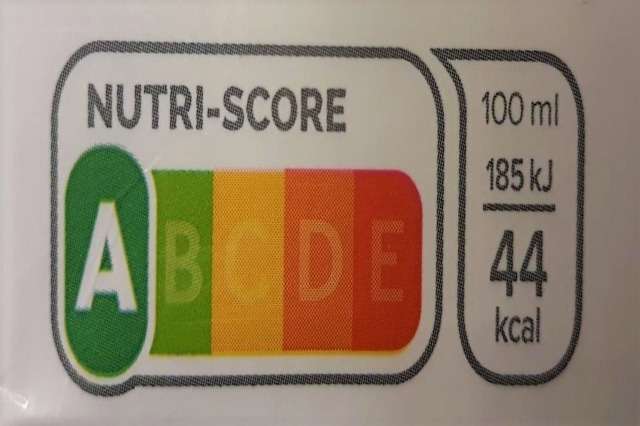 NUTRI-SCORE
A B C D E
100 ml
185 kJ
44
kcal